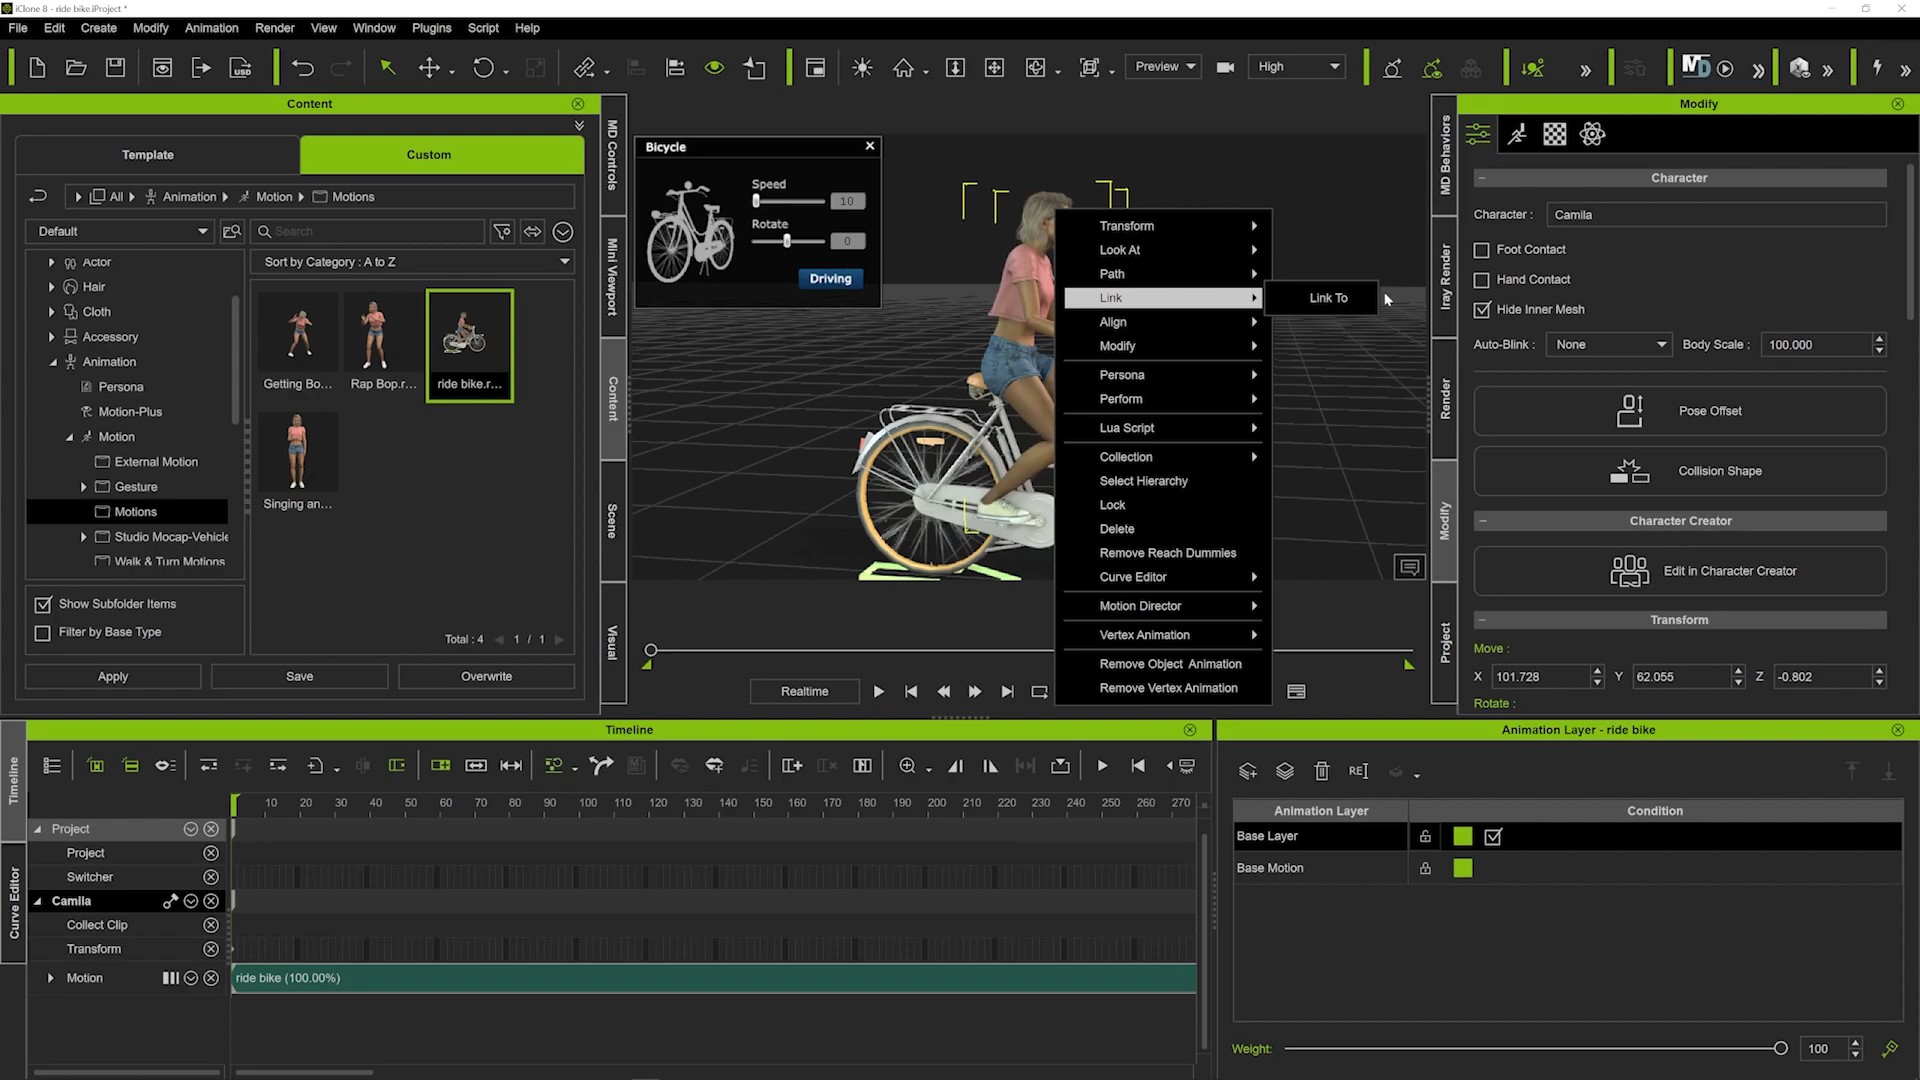 iClone 8 - ride bike.iProject *
File Edit Create Modify Animation Render View Window Plugins Script Help
USD Preview High MD
Content
Template Custom
All Animation Motion Motions
Default Search
Sort by Category : A to Z
Actor
Hair
Cloth
Accessory
Animation
Persona
Motion-Plus
Motion
External Motion
Gesture
Motions
Studio Mocap-Vehicle
Walk & Turn Motions
Getting Bo... Rap Bop.r... ride bike.r...
Singing an...
Show Subfolder Items
Filter by Base Type
Total : 4 1 / 1
Apply Save Overwrite
MD Controls
Mini Viewport
Content
Scene
Visual
Bicycle
Speed
10
Rotate
0
Driving
Transform
Look At
Path
Link Link To
Align
Modify
Persona
Perform
Lua Script
Collection
Select Hierarchy
Lock
Delete
Remove Reach Dummies
Curve Editor
Motion Director
Vertex Animation
Remove Object Animation
Remove Vertex Animation
Realtime
MD Behaviors
Iray Render
Render
Modify
Project
Modify
Character
Character : Camila
Foot Contact
Hand Contact
Hide Inner Mesh
Auto-Blink : None Body Scale : 100.000
Pose Offset
Collision Shape
Character Creator
Edit in Character Creator
Transform
Move :
X 101.728 Y 62.055 Z -0.802
Rotate :
Timeline
Curve Editor
Timeline
10 20 30 40 50 60 70 80 90 100 110 120 130 140 150 160 170 180 190 200 210 220 230 240 250 260 270
Project
Project
Switcher
Camila
Collect Clip
Transform
Motion ride bike (100.00%)
Animation Layer - ride bike
REI
Animation Layer Condition
Base Layer
Base Motion
Weight: 100